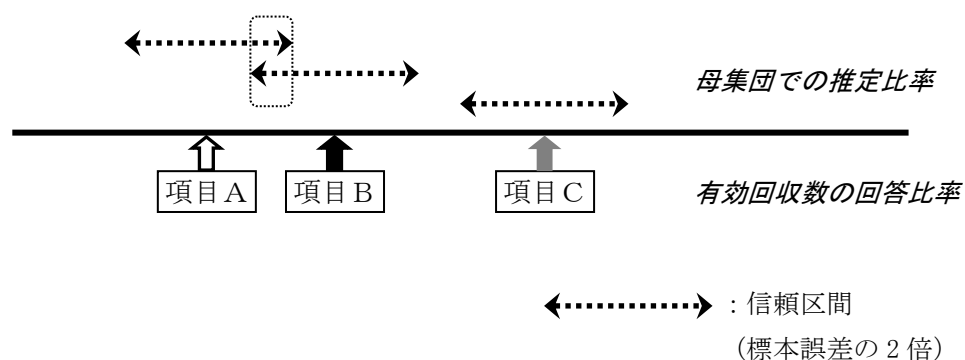 母集団での推定比率
項目A
項目B
項目C
有効回収数の回答比率
：信頼区間
（標本誤差の２倍）